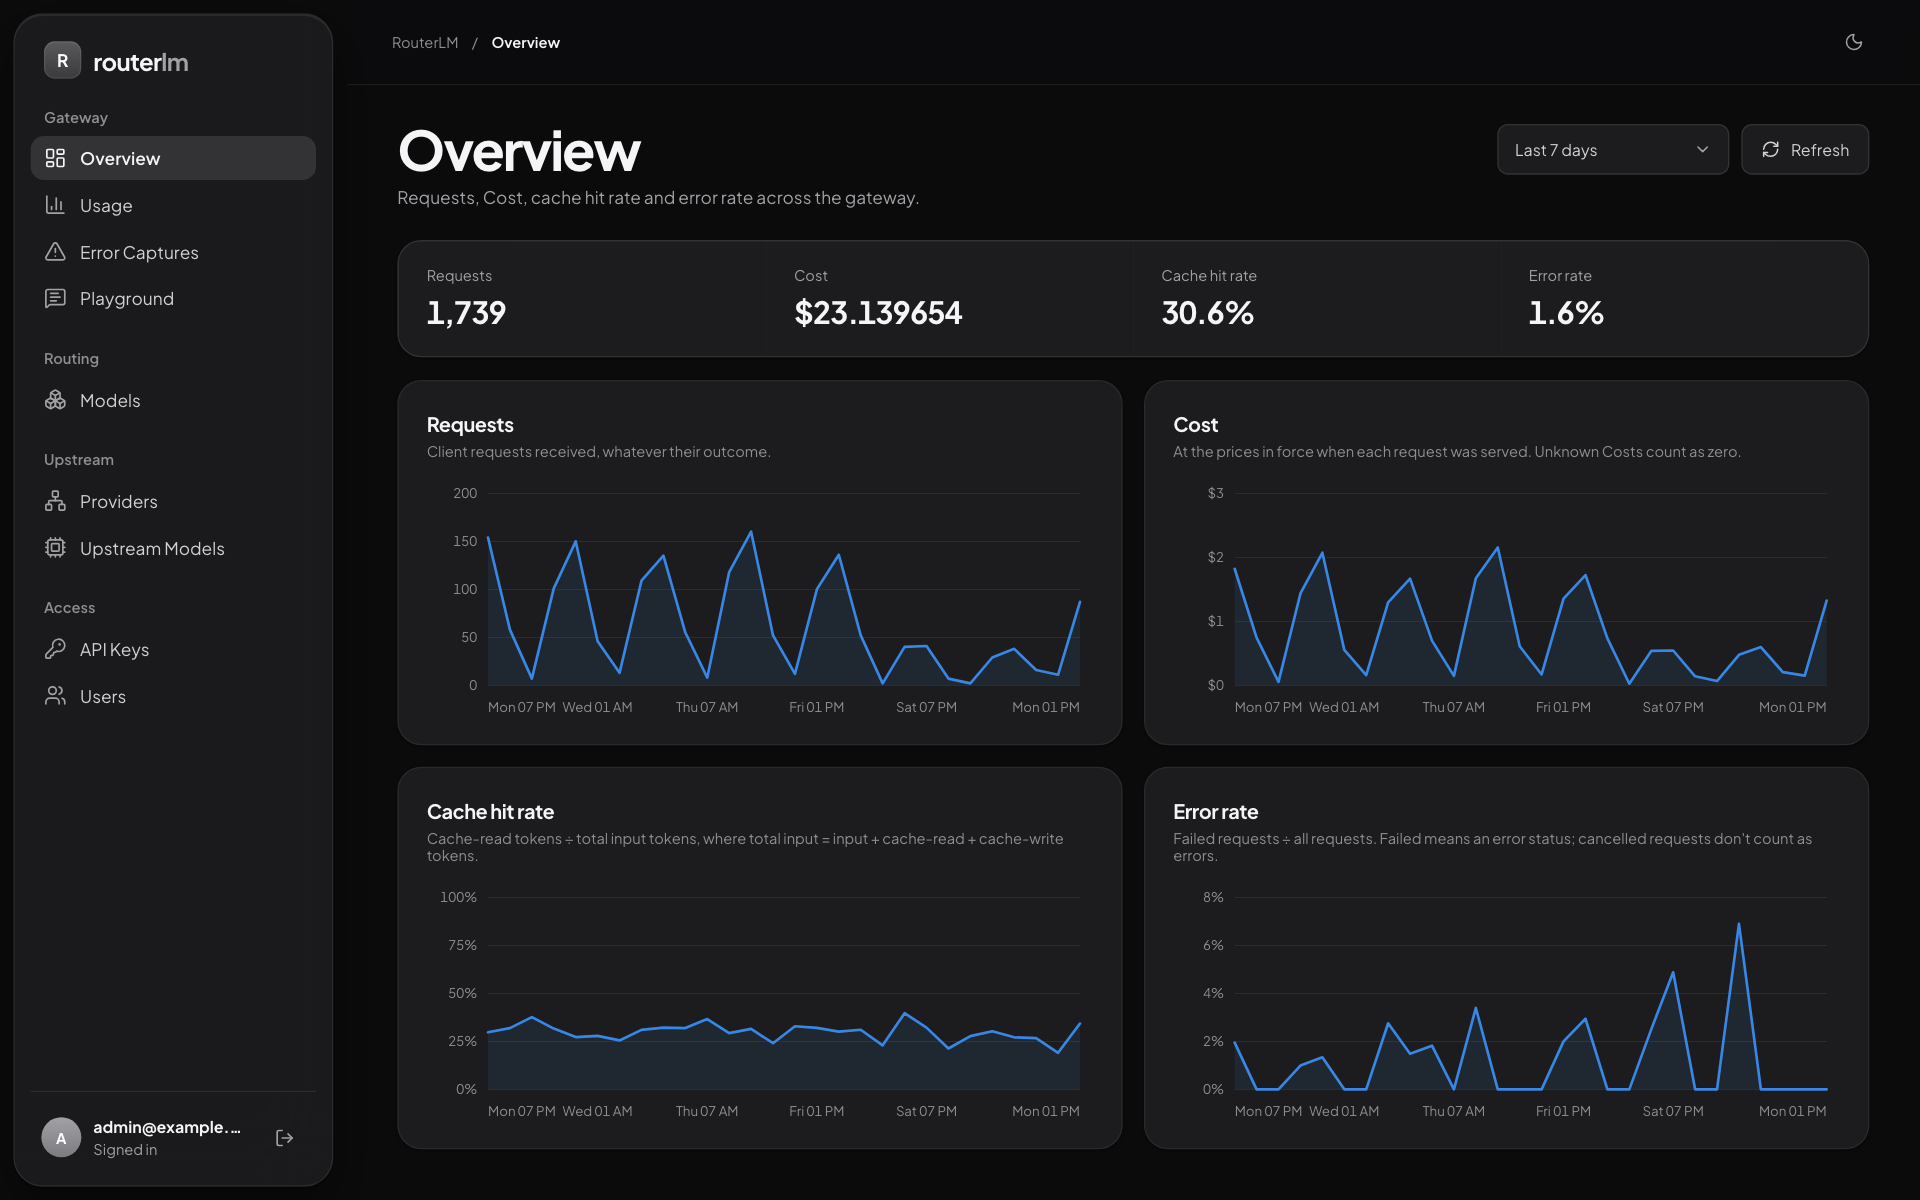 R routerlm
Gateway
Overview
Usage
Error Captures
Playground
Routing
Models
Upstream
Providers
Upstream Models
Access
API Keys
Users
A
admin@example....
Signed in
RouterLM / Overview
Overview
Requests, Cost, cache hit rate and error rate across the gateway.
Last 7 days
Refresh
Requests
1,739
Cost
$23.139654
Cache hit rate
30.6%
Error rate
1.6%
Requests
Client requests received, whatever their outcome.
200
150
100
50
0
Mon 07 PM Wed 01 AM Thu 07 AM Fri 01 PM Sat 07 PM Mon 01 PM
Cost
At the prices in force when each request was served. Unknown Costs count as zero.
$3
$2
$1
$0
Mon 07 PM Wed 01 AM Thu 07 AM Fri 01 PM Sat 07 PM Mon 01 PM
Cache hit rate
Cache-read tokens ÷ total input tokens, where total input = input + cache-read + cache-write
tokens.
100%
75%
50%
25%
0%
Mon 07 PM Wed 01 AM Thu 07 AM Fri 01 PM Sat 07 PM Mon 01 PM
Error rate
Failed requests ÷ all requests. Failed means an error status; cancelled requests don't count as
errors.
8%
6%
4%
2%
0%
Mon 07 PM Wed 01 AM Thu 07 AM Fri 01 PM Sat 07 PM Mon 01 PM